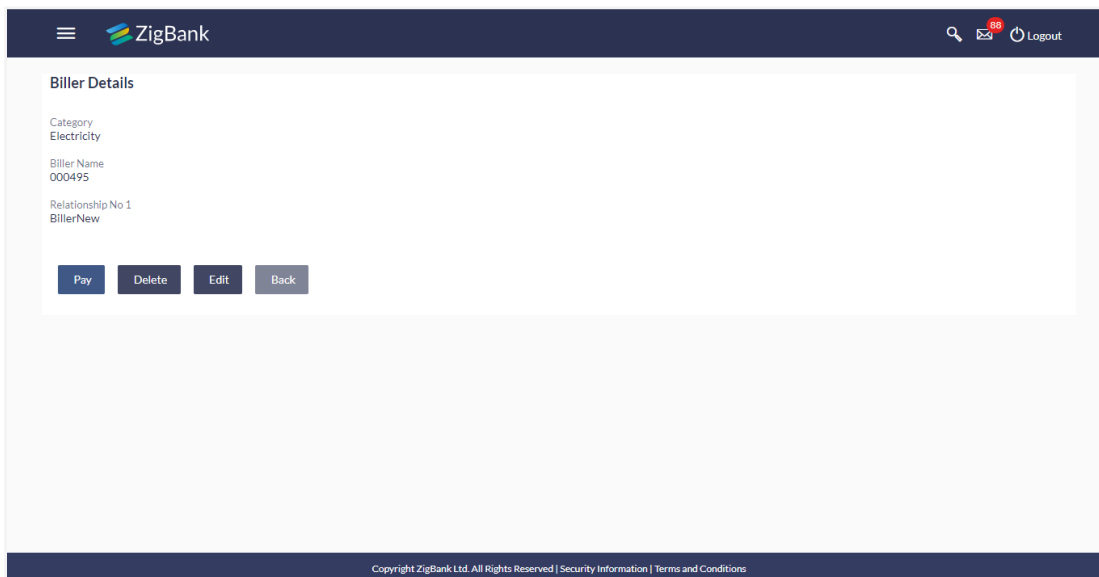 ZigBank
88
Logout
Biller Details
Category
Electricity
Biller Name
000495
Relationship No 1
BillerNew
Pay Delete Edit Back
Copyright ZigBank Ltd. All Rights Reserved | Security Information | Terms and Conditions